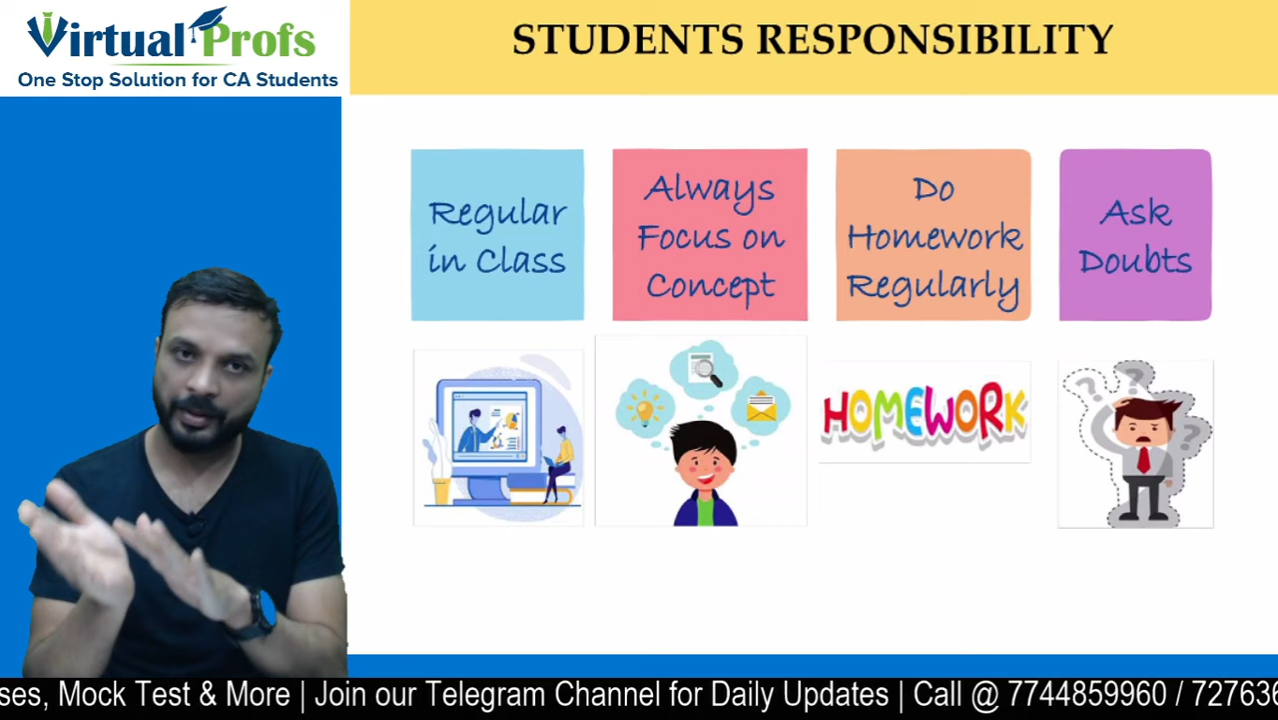 Virtual Profs
One Stop Solution for CA Students
STUDENTS RESPONSIBILITY
Regular
in Class
Always
Focus on
Concept
Do
Homework
Regularly
Ask
Doubts
HOMEWORK
ses, Mock Test & More | Join our Telegram Channel for Daily Updates | Call @ 7744859960 / 727636